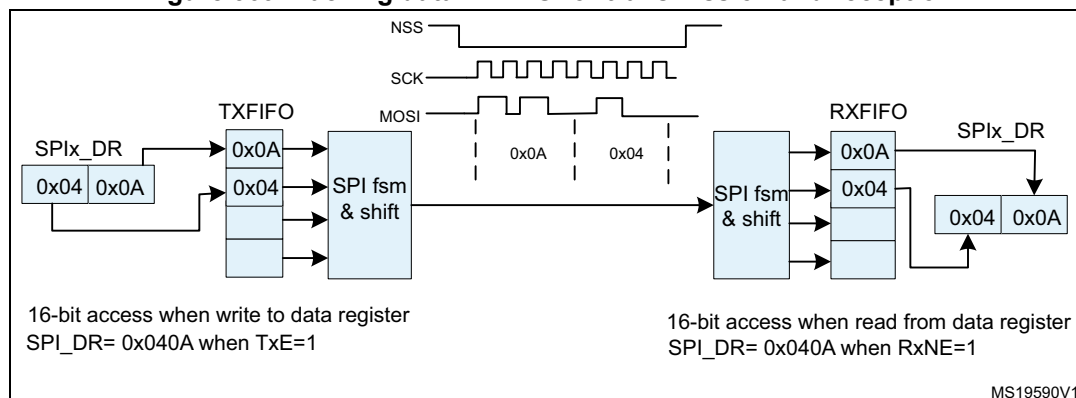 NSS
SCK
MOSI
TXFIFO
RXFIFO
SPIx_DR
SPIx_DR
0x0A
0x04
0x0A
0x0A
0x04
0x04
0x0A
0x04
SPI fsm
& shift
SPI fsm
& shift
0x04
0x0A
16-bit access when write to data register
SPI_DR= 0x040A when TxE=1
16-bit access when read from data register
SPI_DR= 0x040A when RxNE=1
MS19590V1